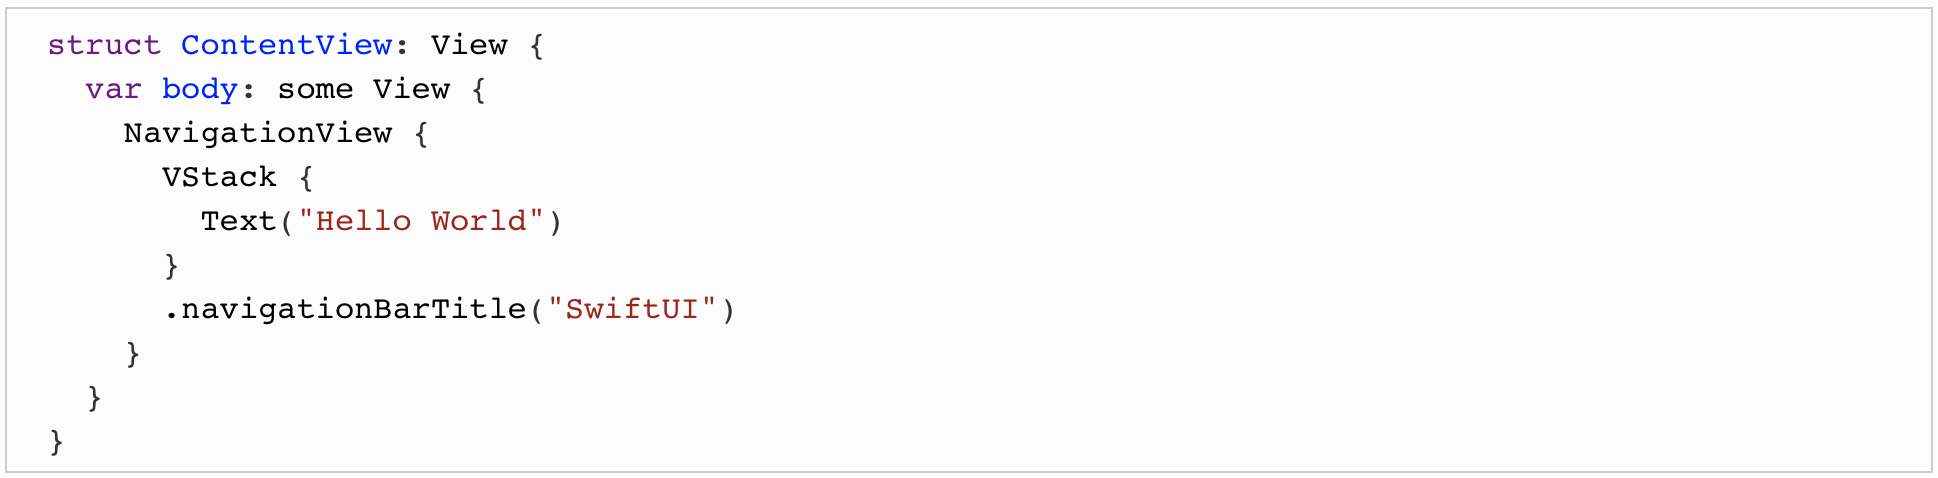 struct ContentView: View {
  var body: some View {
    NavigationView {
      VStack {
        Text("Hello World")
      }
      .navigationBarTitle("SwiftUI")
    }
  }
}